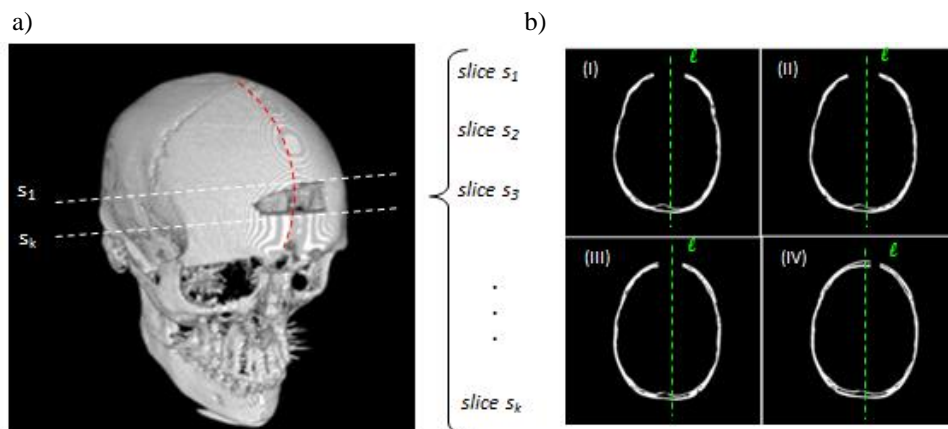 a)
b)
s1
sk
slice s1
slice s2
slice s3
.
.
.
slice sk
(I)
ℓ
(II)
ℓ
(III)
ℓ
(IV)
ℓ